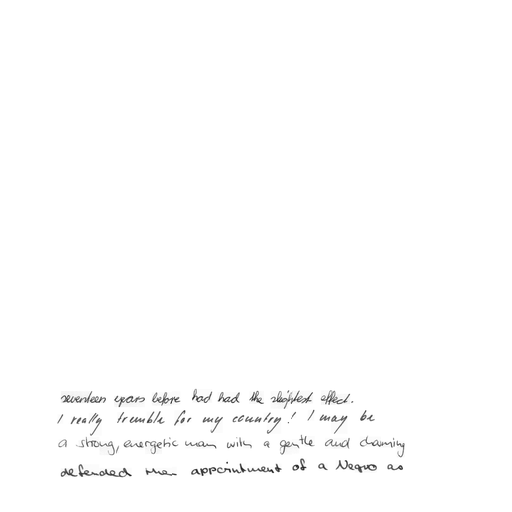 seventeen years before had had the slightest effect.
I really tremble for my country! I may be
a strong, energetic man with a gentle and charming
defended the appointment of a Negro as